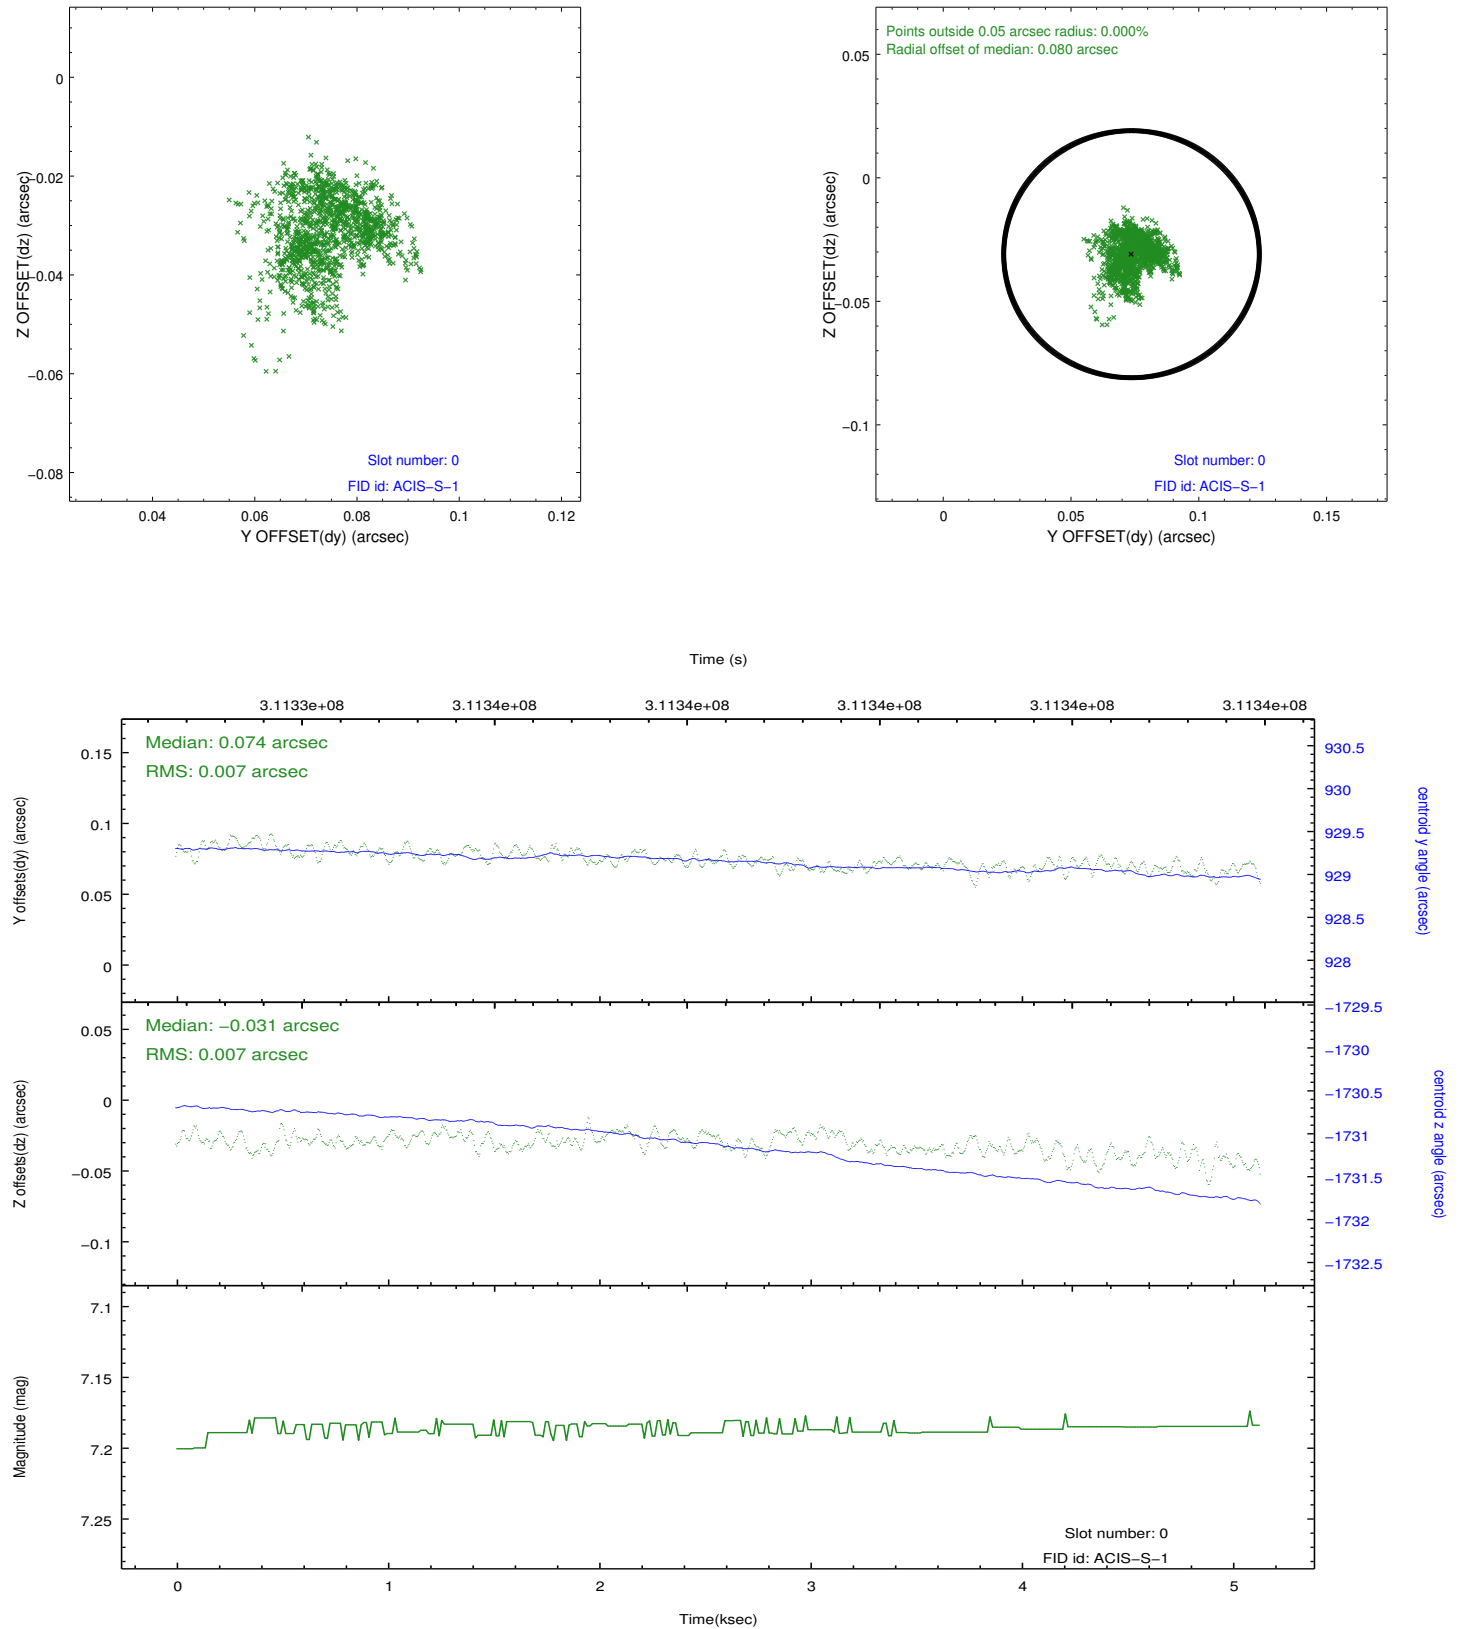 0
−0.02
−0.04
−0.06
−0.08
Z OFFSET(dz) (arcsec)
Slot number: 0
FID id: ACIS−S−1
0.04
0.06
0.08
0.1
0.12
Y OFFSET(dy) (arcsec)
Points outside 0.05 arcsec radius: 0.000%
Radial offset of median: 0.080 arcsec
0.05
0
−0.05
−0.1
Z OFFSET(dz) (arcsec)
Slot number: 0
FID id: ACIS−S−1
0
0.05
0.1
0.15
Y OFFSET(dy) (arcsec)
Time (s)
3.1133e+08
3.1134e+08
3.1134e+08
3.1134e+08
3.1134e+08
3.1134e+08
Median: 0.074 arcsec
RMS: 0.007 arcsec
0.15
0.1
0.05
0
Y offsets(dy) (arcsec)
930.5
930
929.5
929
928.5
928
centroid y angle (arcsec)
Median: −0.031 arcsec
RMS: 0.007 arcsec
0.05
0
−0.05
−0.1
Z offsets(dz) (arcsec)
−1729.5
−1730
−1730.5
−1731
−1731.5
−1732
−1732.5
centroid z angle (arcsec)
7.1
7.15
7.2
7.25
Magnitude (mag)
Slot number: 0
FID id: ACIS−S−1
0
1
2
3
4
5
Time(ksec)